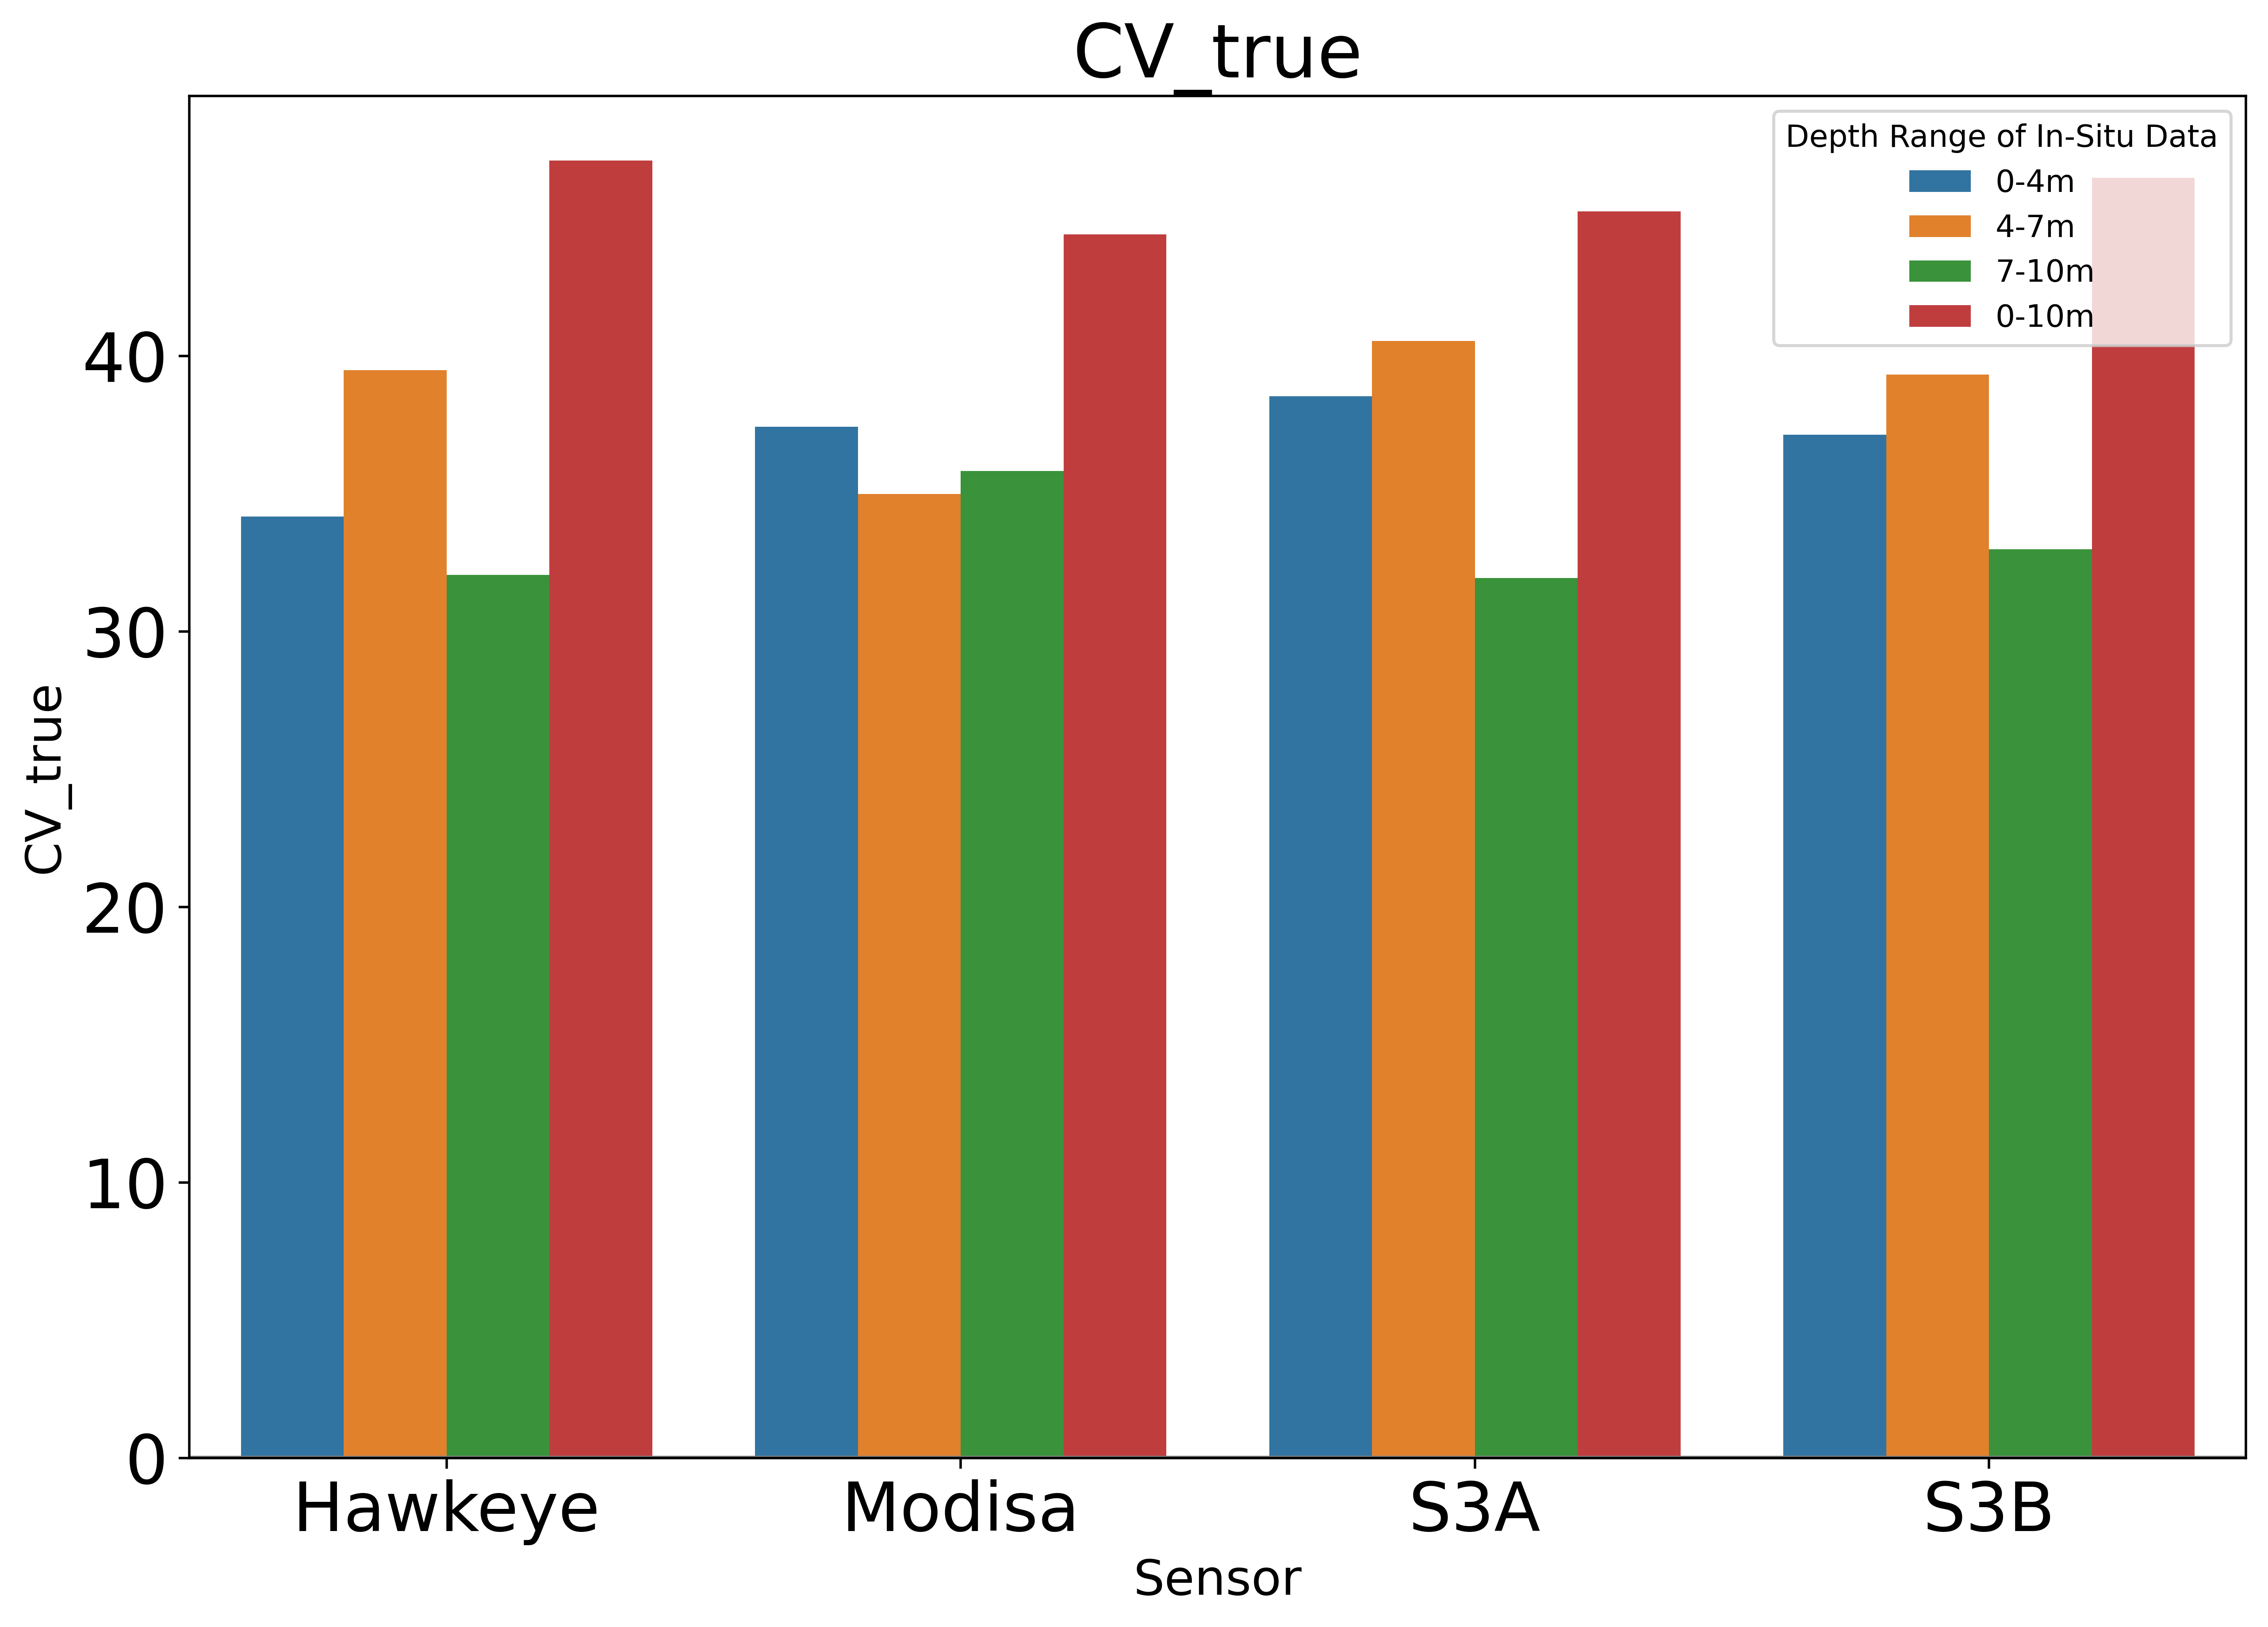 CV_true
Depth Range of In-Situ Data
0-4m
4-7m
7-10m
0-10m
40
30
20
10
0
CV_true
Hawkeye
Modisa
S3A
S3B
Sensor